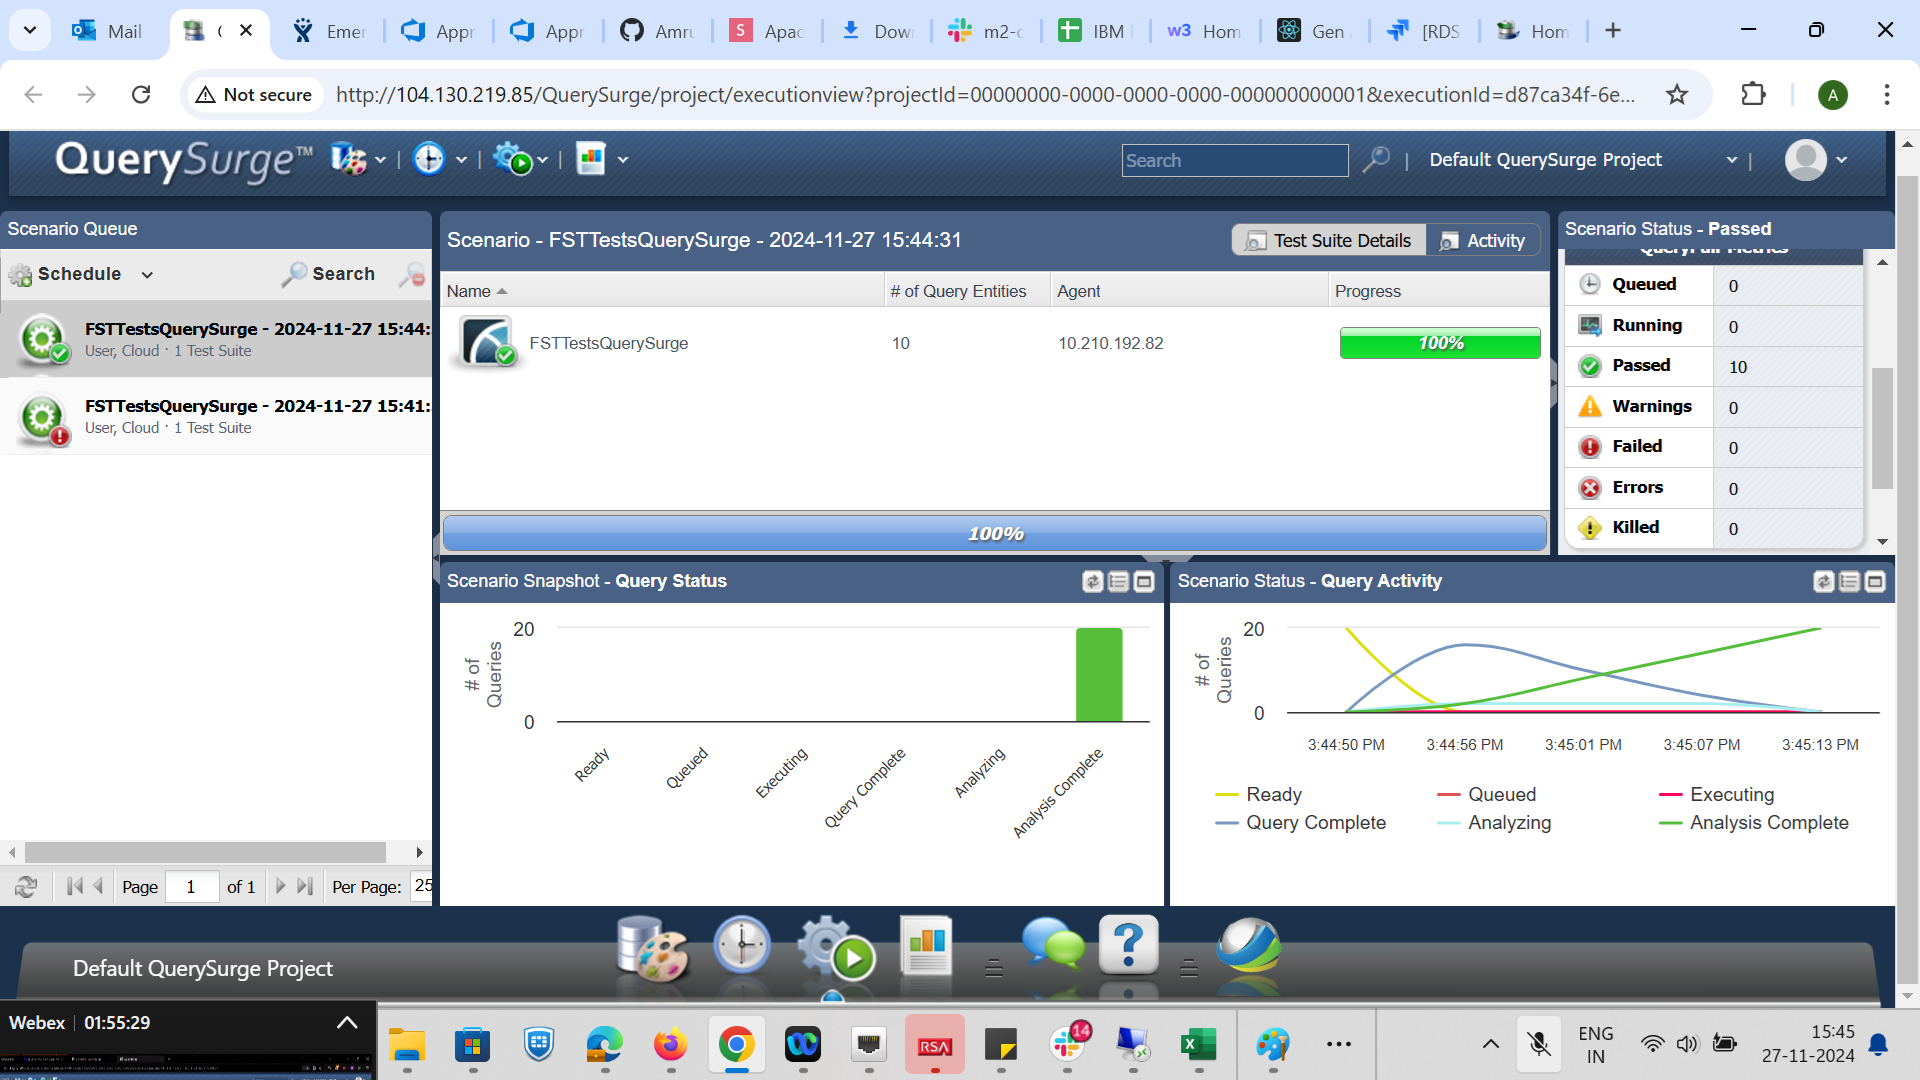 Mail
Emer
Appr
Appr
Amru
Apac
Down
m2-c
IBM
w3 Hom
Gen
[RDS
Hom
Not secure
http://104.130.219.85/QuerySurge/project/executionview?projectId=00000000-0000-0000-0000-000000000001&executionId=d87ca34f-6e...
A
QuerySurge™
Search
Default QuerySurge Project
Scenario Queue
Schedule
Search
FSTTestsQuerySurge - 2024-11-27 15:44:
User, Cloud · 1 Test Suite
FSTTestsQuerySurge - 2024-11-27 15:41:
User, Cloud · 1 Test Suite
Page 1 of 1
Per Page: 25
Scenario - FSTTestsQuerySurge - 2024-11-27 15:44:31
Test Suite Details
Activity
Name # of Query Entities Agent Progress
FSTTestsQuerySurge 10 10.210.192.82 100%
100%
Scenario Status - Passed
QueryPair Metrics
Queued 0
Running 0
Passed 10
Warnings 0
Failed 0
Errors 0
Killed 0
Scenario Snapshot - Query Status
# of Queries
20
0
Ready
Queued
Executing
Query Complete
Analyzing
Analysis Complete
Scenario Status - Query Activity
# of Queries
20
0
3:44:50 PM 3:44:56 PM 3:45:01 PM 3:45:07 PM 3:45:13 PM
Ready Queued Executing
Query Complete Analyzing Analysis Complete
Default QuerySurge Project
Webex 01:55:29
RSA
14
ENG
IN
15:45
27-11-2024